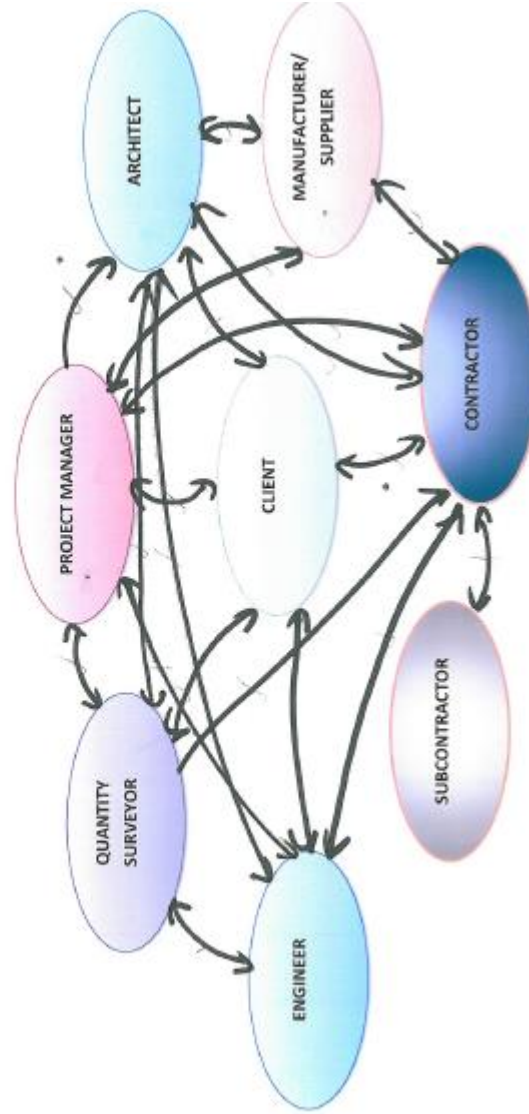 PROJECT MANAGER
QUANTITY
SURVEYOR
ARCHITECT
ENGINEER
CLIENT
MANUFACTURER/
SUPPLIER
SUBCONTRACTOR
CONTRACTOR